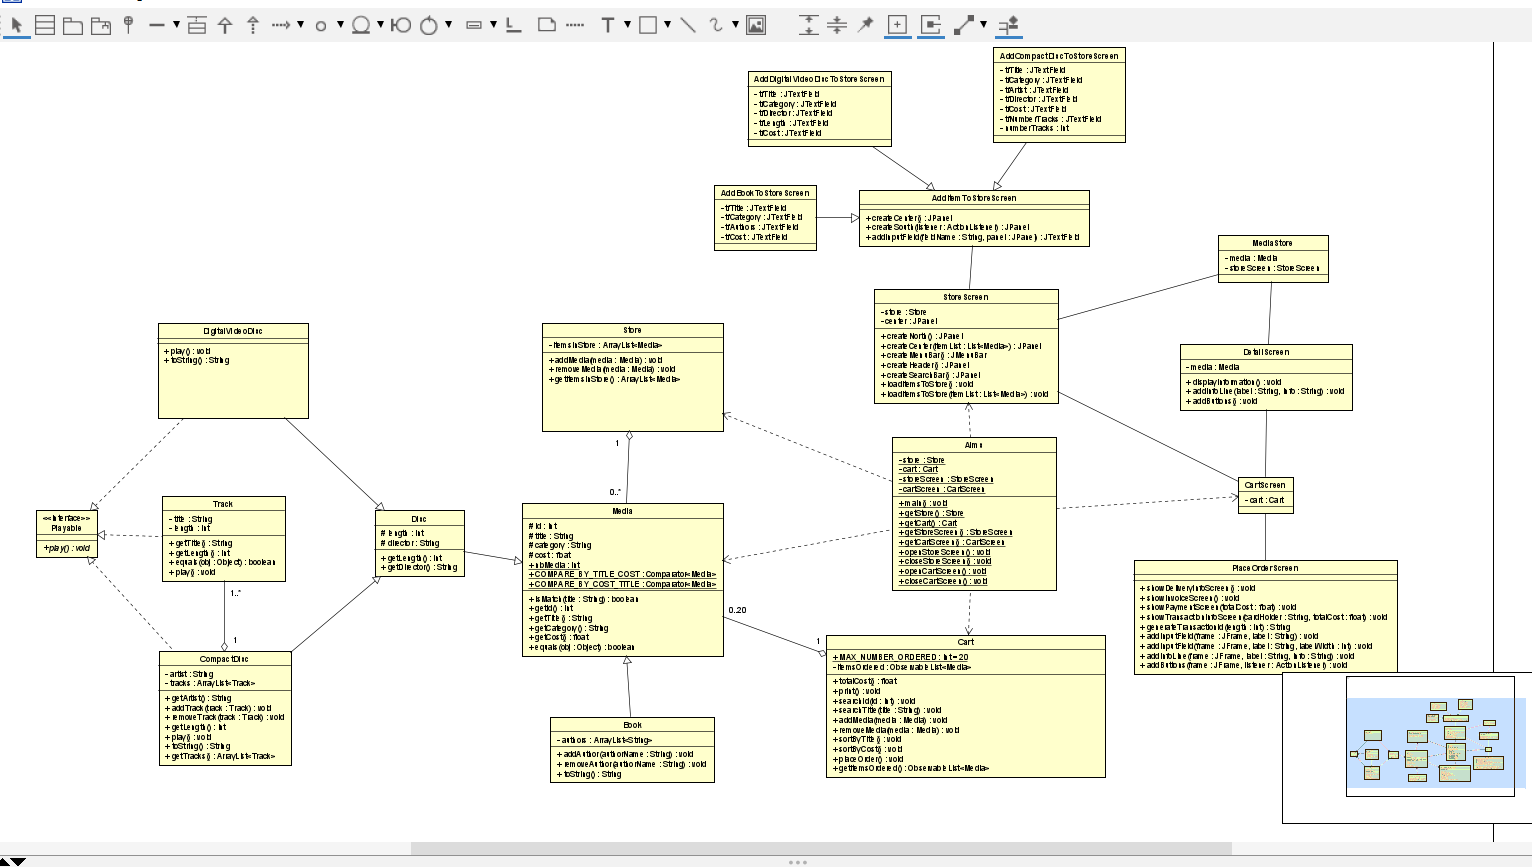 AddDigitalVideoDiscToStoreScreen
- tfTitle : JTextField
- tfCategory : JTextField
- tfDirector : JTextField
- tfLength : JTextField
- tfCost : JTextField
AddCompactDiscToStoreScreen
- tfTitle : JTextField
- tfCategory : JTextField
- tfArtist : JTextField
- tfDirector : JTextField
- tfCost : JTextField
- tfNumberTracks : JTextField
- numberTracks : int
AddBookToStoreScreen
- tfTitle : JTextField
- tfCategory : JTextField
- tfAuthors : JTextField
- tfCost : JTextField
AddItemToStoreScreen
+ createCenter() : JPanel
+ createSouth(listener : ActionListener) : JPanel
+ addInputField(fieldName : String, panel : JPanel) : JTextField
MediaStore
- media : Media
- storeScreen : StoreScreen
StoreScreen
- store : Store
- center : JPanel
+ createNorth() : JPanel
+ createCenter(itemList : List<Media>) : JPanel
+ createMenuBar() : JMenuBar
+ createHeader() : JPanel
+ createSearchBar() : JPanel
+ loadItemsToStore() : void
+ loadItemsToStore(itemList : List<Media>) : void
DetailScreen
- media : Media
+ displayInformation() : void
+ addInfoLine(label : String, info : String) : void
+ addButtons() : void
DigitalVideoDisc
+ play() : void
+ toString() : String
Store
- itemsInStore : ArrayList<Media>
+ addMedia(media : Media) : void
+ removeMedia(media : Media) : void
+ getItemsInStore() : ArrayList<Media>
1
0..*
Aims
- store : Store
- cart : Cart
- storeScreen : StoreScreen
- cartScreen : CartScreen
+ main() : void
+ getStore() : Store
+ getCart() : Cart
+ getStoreScreen() : StoreScreen
+ getCartScreen() : CartScreen
+ openStoreScreen() : void
+ closeStoreScreen() : void
+ openCartScreen() : void
+ closeCartScreen() : void
CartScreen
- cart : Cart
<<interface>>
Playable
+ play() : void
Track
- title : String
- length : int
+ getTitle() : String
+ getLength() : int
+ equals(obj : Object) : boolean
+ play() : void
Disc
# length : int
# director : String
+ getLength() : int
+ getDirector() : String
Media
# id : int
# title : String
# category : String
# cost : float
+ nbMedia : int
+ COMPARE_BY_TITLE_COST : Comparator<Media>
+ COMPARE_BY_COST_TITLE : Comparator<Media>
+ isMatch(title : String) : boolean
+ getId() : int
+ getTitle() : String
+ getCategory() : String
+ getCost() : float
+ equals(obj : Object) : boolean
PlaceOrderScreen
+ showDeliveryInfoScreen() : void
+ showInvoiceScreen() : void
+ showPaymentScreen(totalCost : float) : void
+ showTransactionInfoScreen(cardHolder : String, totalCost : float) : void
+ generateTransactionId(length : int) : String
+ addInputField(frame : JFrame, label : String) : void
+ addInputField(frame : JFrame, label : String, labelWidth : int) : void
+ addInfoLine(frame : JFrame, label : String, info : String) : void
+ addButtons(frame : JFrame, listener : ActionListener) : void
1..*
1
0..20
1
CompactDisc
- artist : String
- tracks : ArrayList<Track>
+ getArtist() : String
+ addTrack(track : Track) : void
+ removeTrack(track : Track) : void
+ getLength() : int
+ play() : void
+ toString() : String
+ getTracks() : ArrayList<Track>
Cart
+ MAX_NUMBER_ORDERED : int = 20
- itemsOrdered : ObservableList<Media>
+ totalCost() : float
+ print() : void
+ searchId(id : int) : void
+ searchTitle(title : String) : void
+ addMedia(media : Media) : void
+ removeMedia(media : Media) : void
+ sortByTitle() : void
+ sortByCost() : void
+ placeOrder() : void
+ getItemsOrdered() : ObservableList<Media>
Book
- authors : ArrayList<String>
+ addAuthor(authorName : String) : void
+ removeAuthor(authorName : String) : void
+ toString() : String